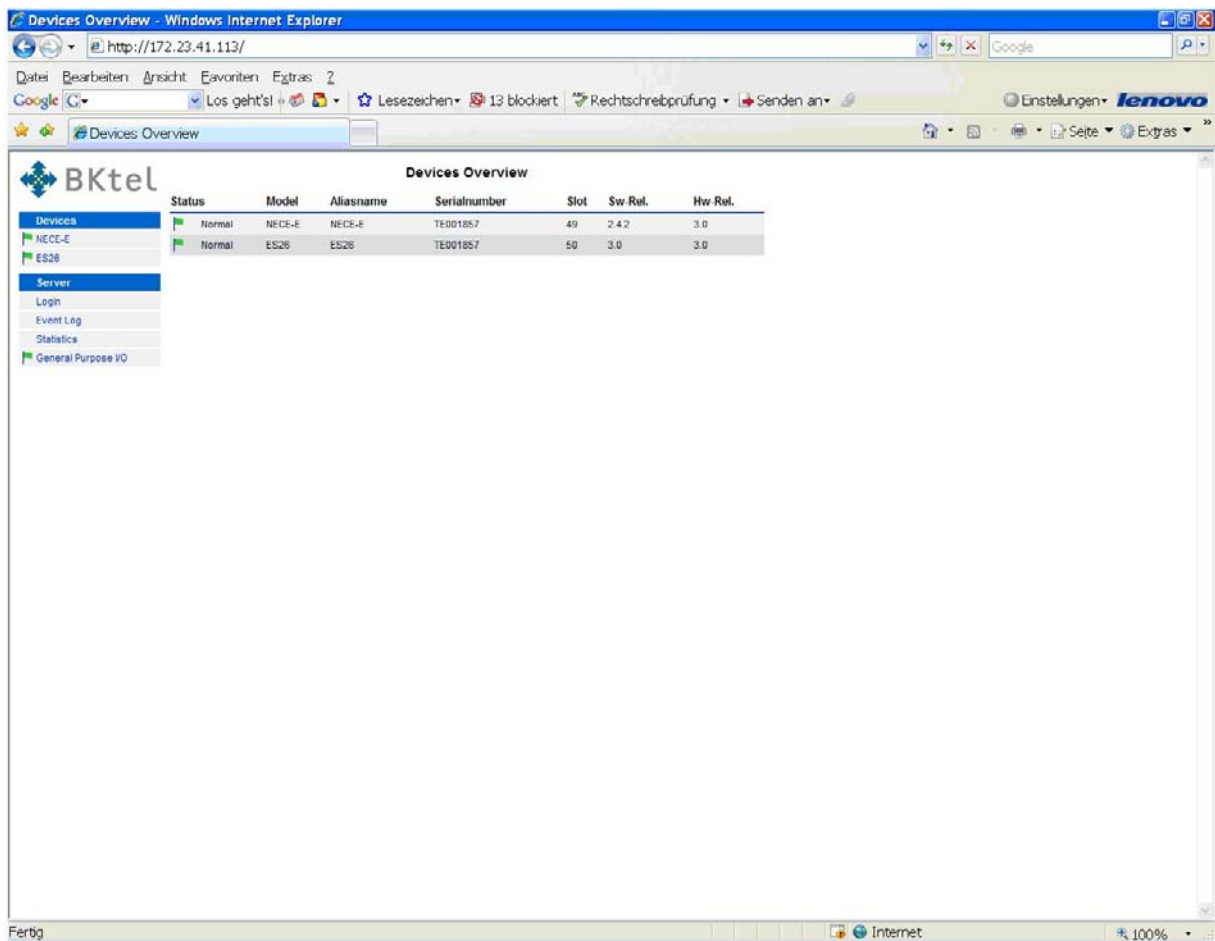 Devices Overview - Windows Internet Explorer
http://172.23.41.113/
Google
Datei Bearbeiten Ansicht Favoriten Extras ?
Google G Los geht's! Lesezeichen 13 blockiert Rechtschreibprüfung Senden an Einstellungen lenovo
Devices Overview Seite Extras »
BKtel
Devices
NECE-E
ES26
Server
Login
Event Log
Statistics
General Purpose I/O
Devices Overview
Status Model Aliasname Serialnumber Slot Sw-Rel. Hw-Rel.
Normal NECE-E NECE-E TE001857 49 2.4.2 3.0
Normal ES26 ES26 TE001857 50 3.0 3.0
Fertig Internet 100%